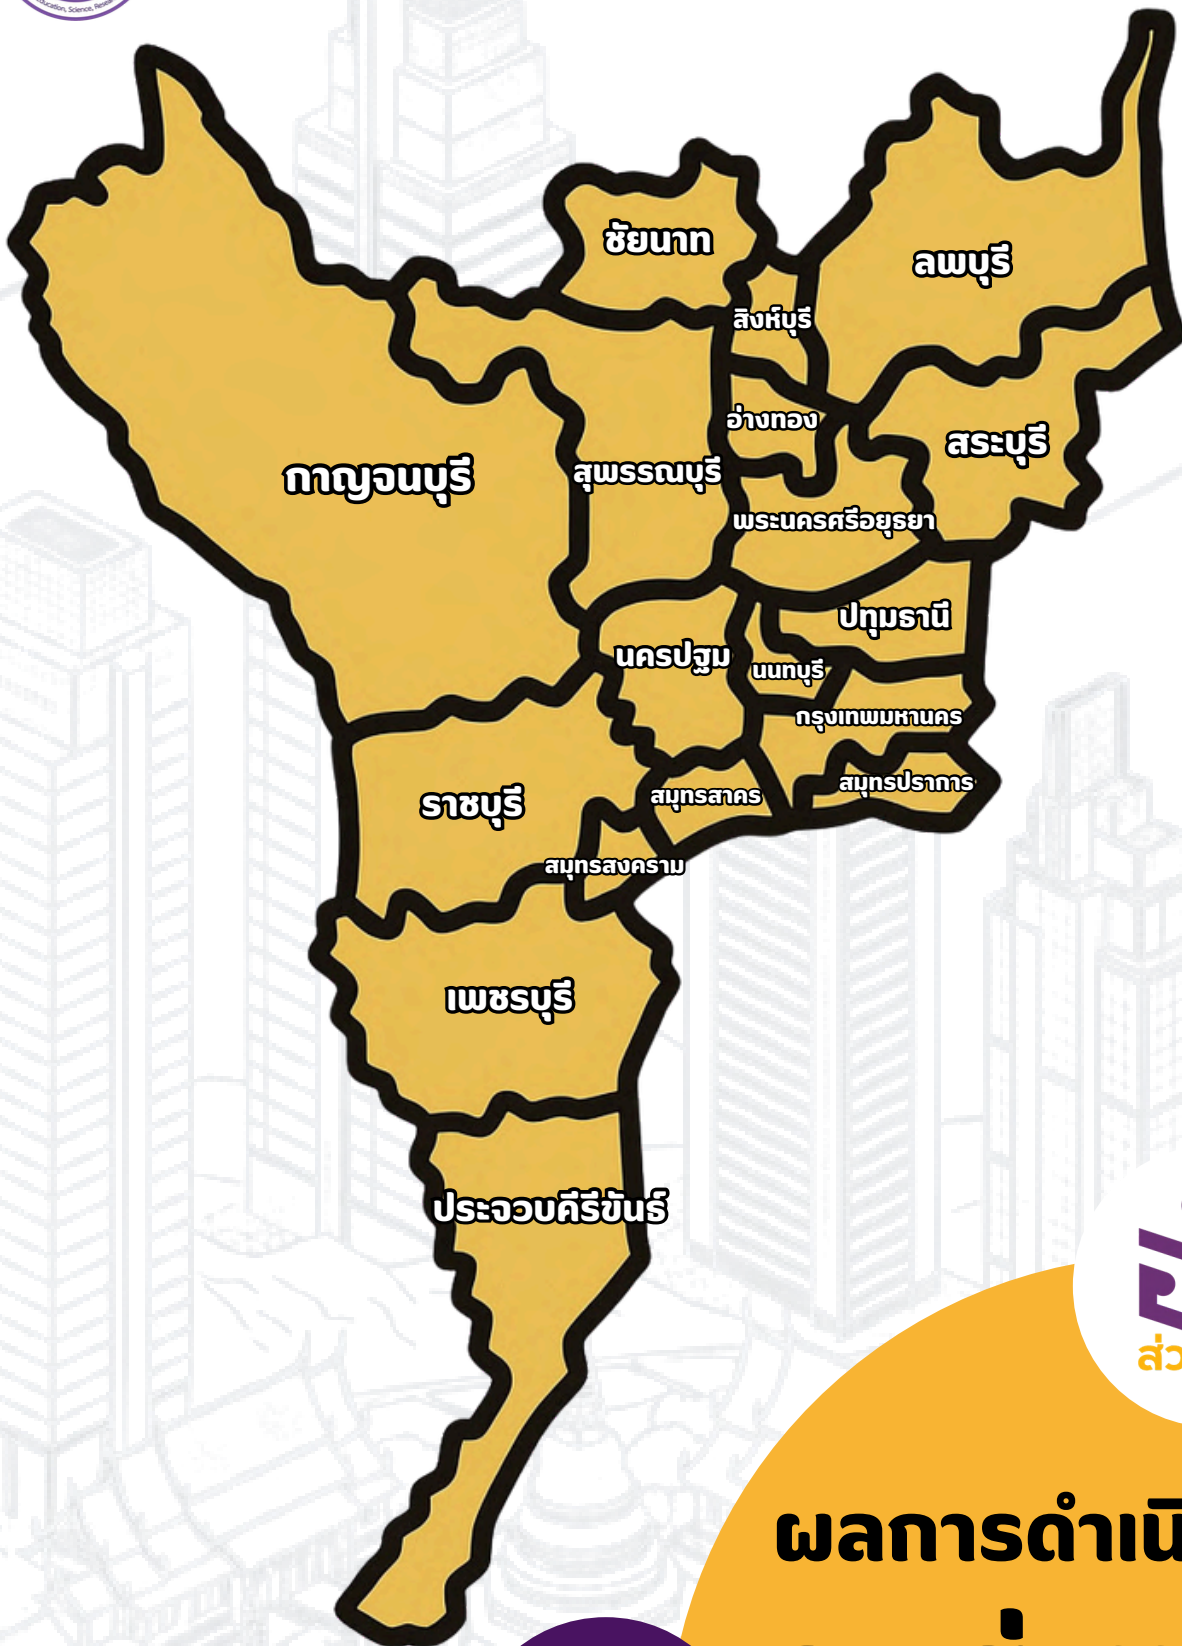 Education, Science, Resea
ชัยนาท
ลพบุรี
สิงห์บุรี
อ่างทอง
สระบุรี
กาญจนบุรี
สุพรรณบุรี
พระนครศรีอยุธยา
ปทุมธานี
นครปฐม
นนทบุรี
กรุงเทพมหานคร
สมุทรปราการ
สมุทรสาคร
ราชบุรี
สมุทรสงคราม
เพชรบุรี
ประจวบคีรีขันธ์
ส่ว
ผลการดำเนิ